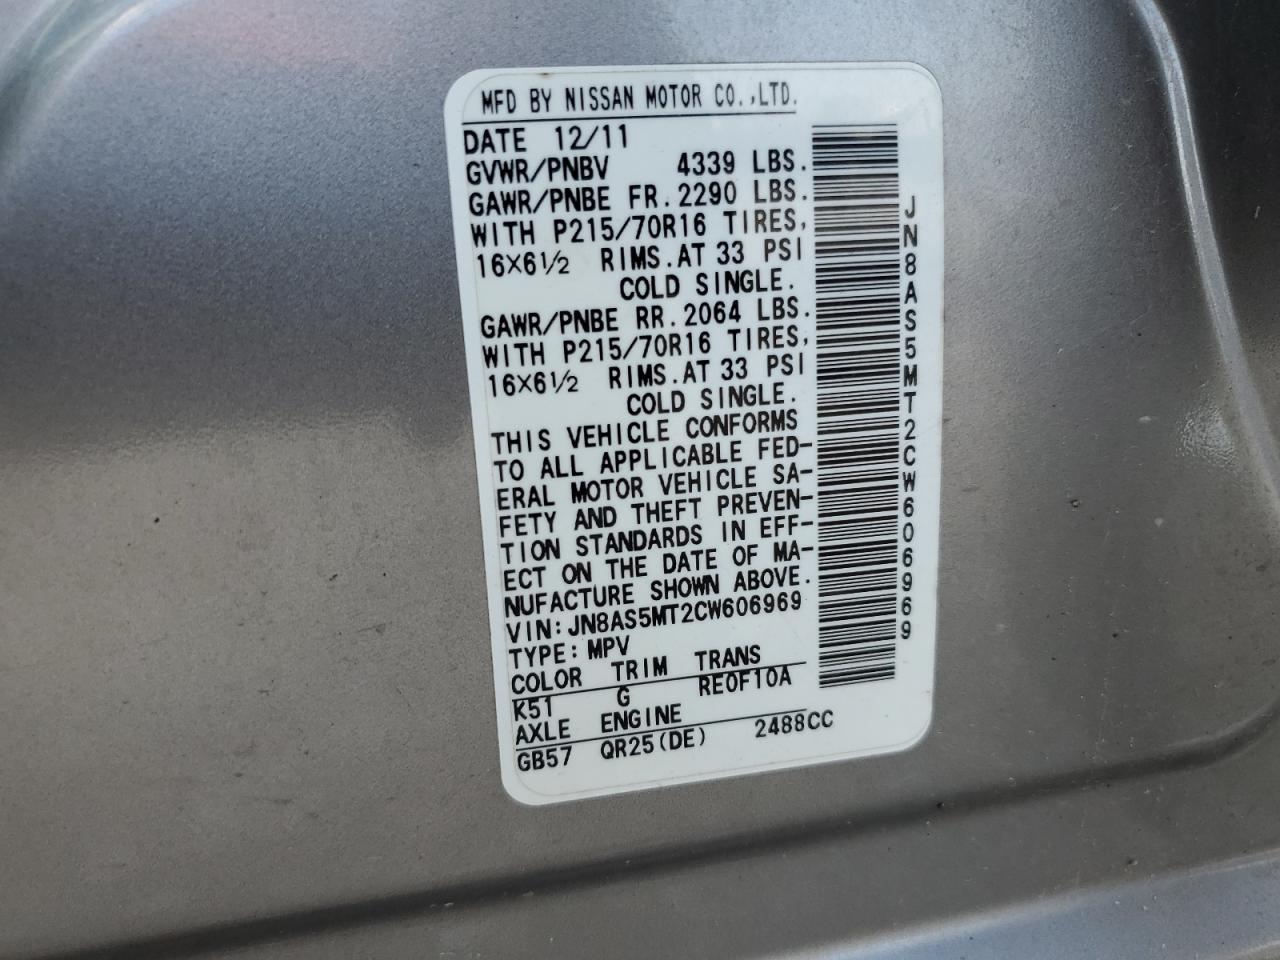 MFD BY NISSAN MOTOR CO.,LTD.
DATE 12/11
GVWR/PNBV 4339 LBS.
GAWR/PNBE FR.2290 LBS.
WITH P215/70R16 TIRES,
16×6½ RIMS.AT 33 PSI
COLD SINGLE.
GAWR/PNBE RR.2064 LBS.
WITH P215/70R16 TIRES,
16×6½ RIMS.AT 33 PSI
COLD SINGLE.
THIS VEHICLE CONFORMS
TO ALL APPLICABLE FED-
ERAL MOTOR VEHICLE SA-
FETY AND THEFT PREVEN-
TION STANDARDS IN EFF-
ECT ON THE DATE OF MA-
NUFACTURE SHOWN ABOVE.
VIN:JN8AS5MT2CW606969
TYPE:MPV
COLOR TRIM TRANS
K51 G RE0F10A
AXLE ENGINE
GB57 QR25(DE) 2488CC
JN8AS5MT2CW606969